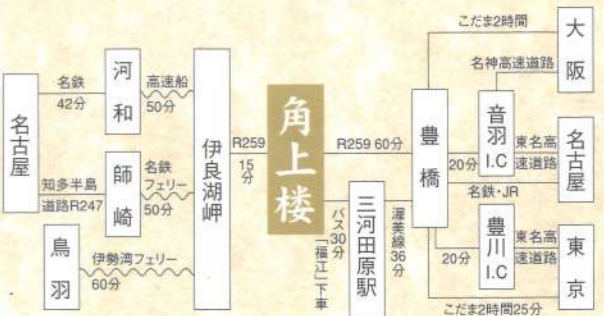 名古屋
名鉄
42分
河和
高速船
50分
知多半島
道路R247
師崎
名鉄
フェリー
50分
鳥羽
伊勢湾フェリー
60分
伊良湖岬
R259
15分
角上楼
R259 60分
バス30分
「福江」下車
三河田原駅
渥美線36分
豊橋
こだま2時間
大阪
名神高速道路
音羽I.C
20分
東名高
速道路
名古屋
名鉄・JR
豊川I.C
20分
東名高
速道路
東京
こだま2時間25分